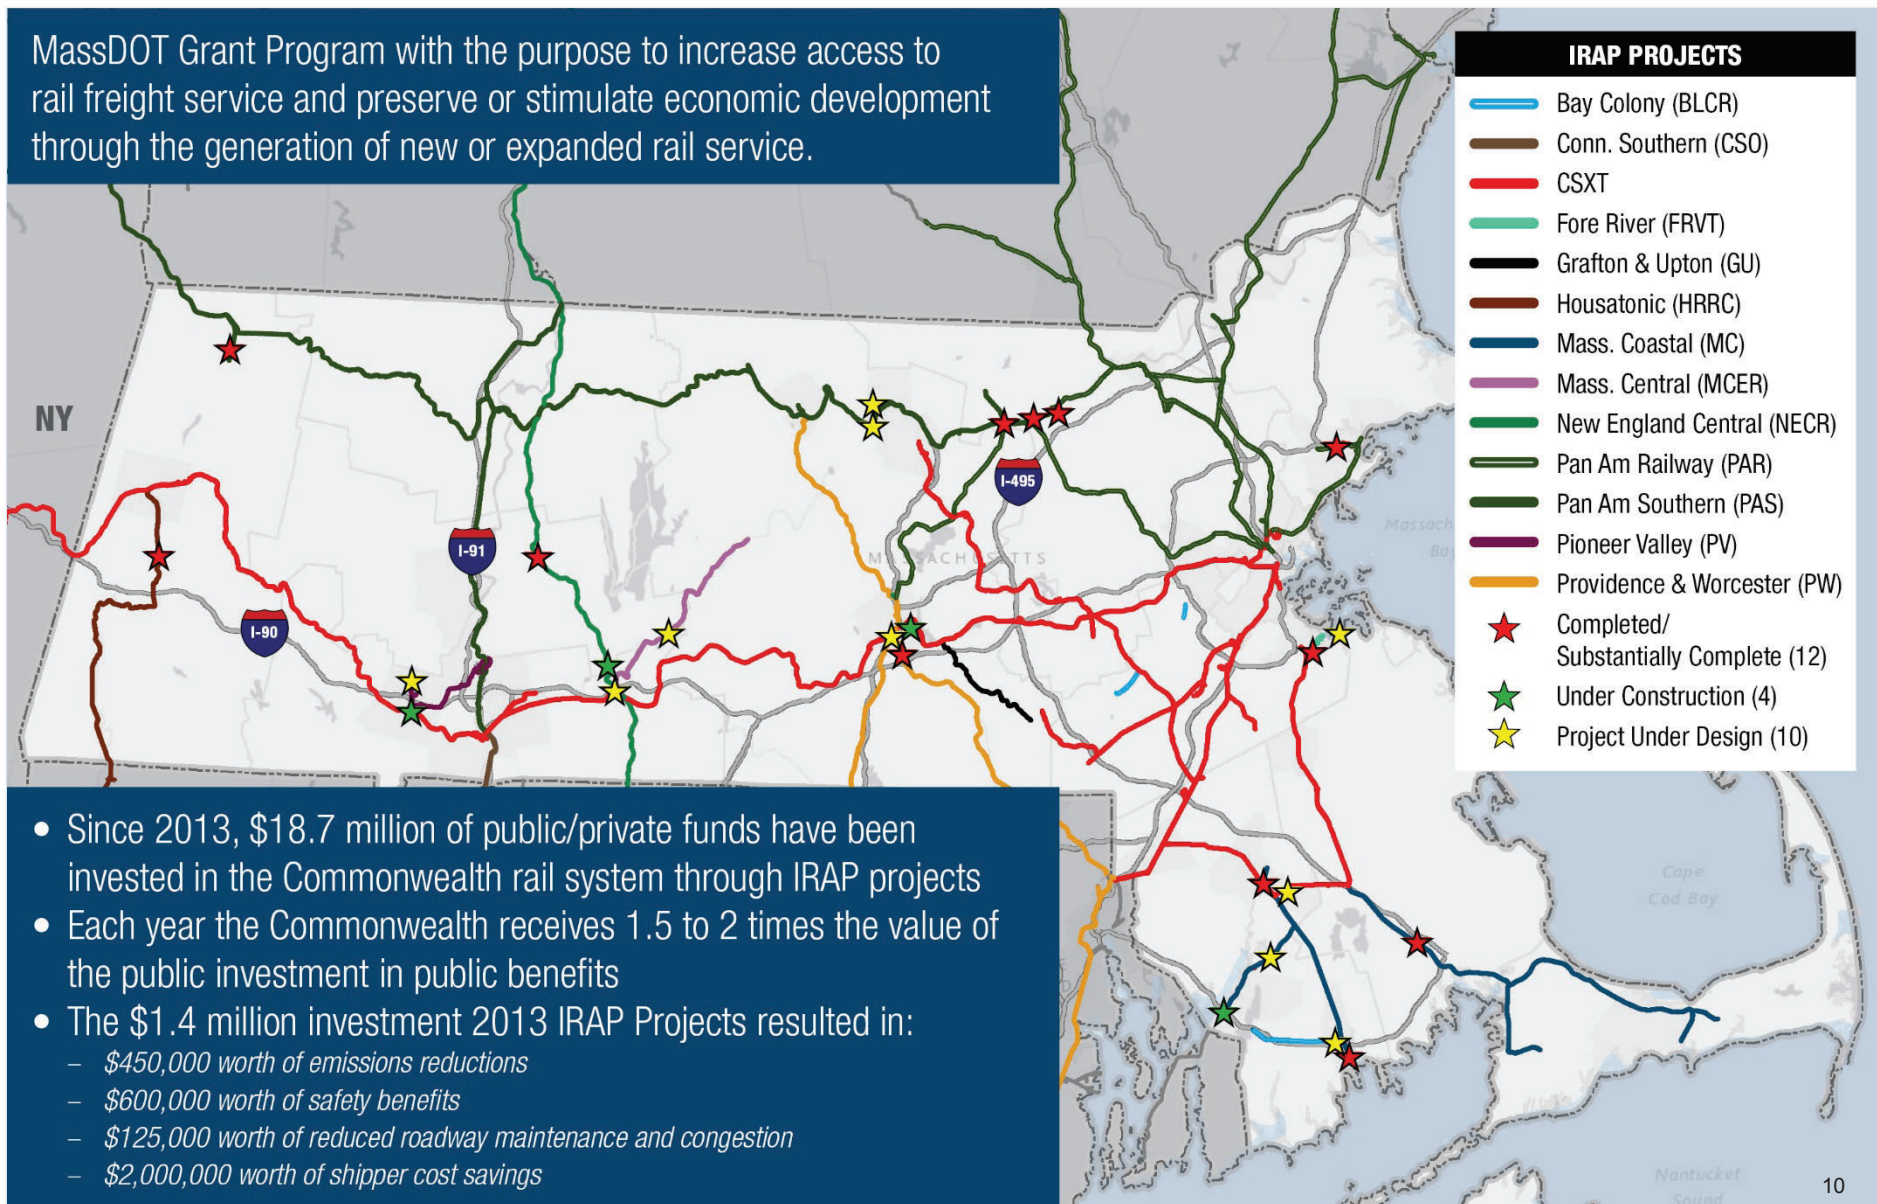 MassDOT Grant Program with the purpose to increase access to
rail freight service and preserve or stimulate economic development
through the generation of new or expanded rail service.
IRAP PROJECTS
Bay Colony (BLCR)
Conn. Southern (CSO)
CSXT
Fore River (FRVT)
Grafton & Upton (GU)
Housatonic (HRRC)
Mass. Coastal (MC)
Mass. Central (MCER)
New England Central (NECR)
Pan Am Railway (PAR)
Pan Am Southern (PAS)
Pioneer Valley (PV)
Providence & Worcester (PW)
Completed/
Substantially Complete (12)
Under Construction (4)
Project Under Design (10)
NY
I-495
I-91
I-90
MASSACHUSETTS
Bay
Cape
Cod Bay
Nantucket
Sound
• Since 2013, $18.7 million of public/private funds have been
invested in the Commonwealth rail system through IRAP projects
• Each year the Commonwealth receives 1.5 to 2 times the value of
the public investment in public benefits
• The $1.4 million investment 2013 IRAP Projects resulted in:
– $450,000 worth of emissions reductions
– $600,000 worth of safety benefits
– $125,000 worth of reduced roadway maintenance and congestion
– $2,000,000 worth of shipper cost savings
10